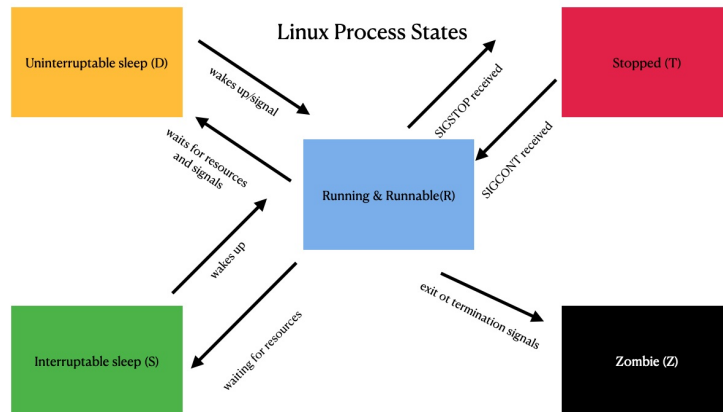 Linux Process States
Uninterruptable sleep (D)
Stopped (T)
wakes up/signal
SIGSTOP received
waits for resources
and signals
SIGCONT received
Running & Runnable(R)
wakes up
exit ot termination signals
waiting for resources
Interruptable sleep (S)
Zombie (Z)